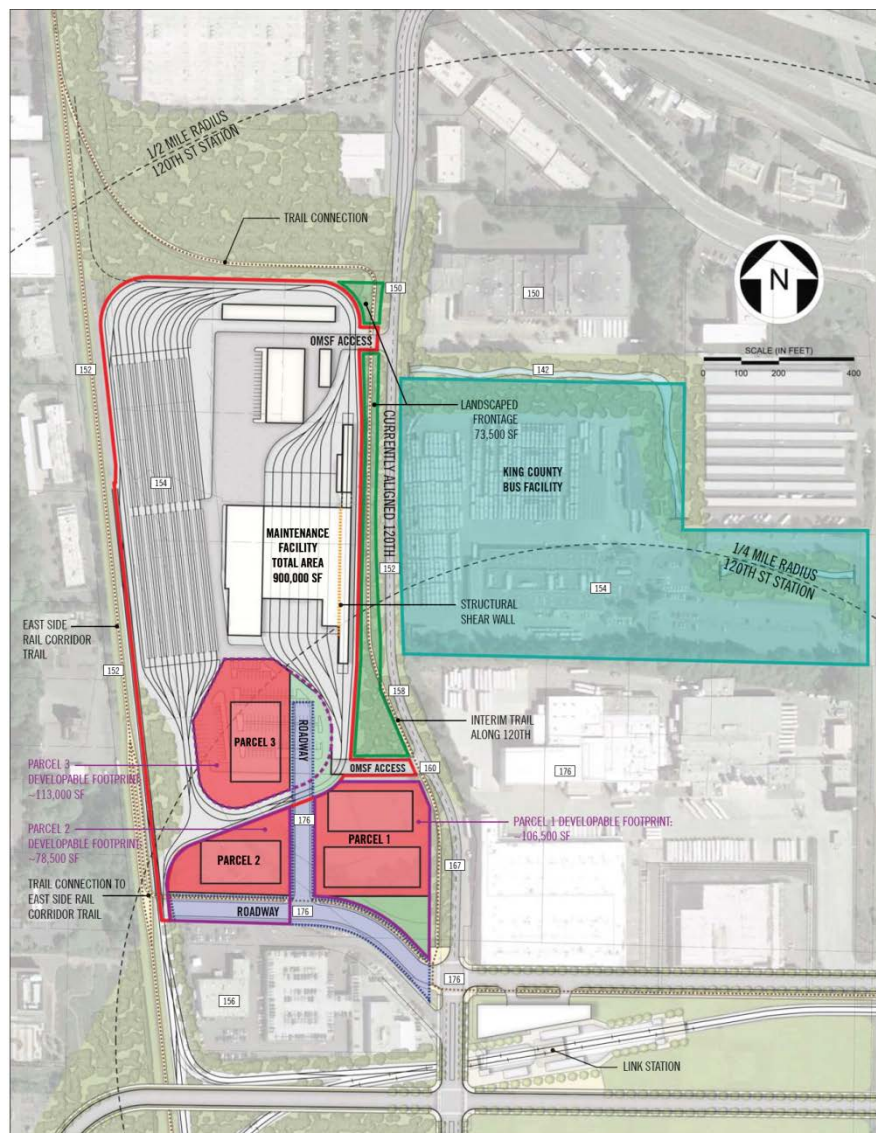 1/2 MILE RADIUS
120TH ST STATION
TRAIL CONNECTION
150
150
N
OMSF ACCESS
SCALE (IN FEET)
0 100 200 400
142
152
LANDSCAPED
FRONTAGE
73,500 SF
CURRENTLY ALIGNED 120TH
KING COUNTY
BUS FACILITY
154
MAINTENANCE
FACILITY
TOTAL AREA
900,000 SF
1/4 MILE RADIUS
120TH ST STATION
152
154
STRUCTURAL
SHEAR WALL
EAST SIDE
RAIL CORRIDOR
TRAIL
152
158
INTERIM TRAIL
ALONG 120TH
ROADWAY
PARCEL 3
PARCEL 3
DEVELOPABLE FOOTPRINT:
~113,000 SF
OMSF ACCESS
160
176
176
PARCEL 1
PARCEL 1 DEVELOPABLE FOOTPRINT:
~106,500 SF
PARCEL 2
DEVELOPABLE FOOTPRINT:
~78,500 SF
PARCEL 2
167
TRAIL CONNECTION TO
EAST SIDE RAIL
CORRIDOR TRAIL
ROADWAY
176
176
156
LINK STATION